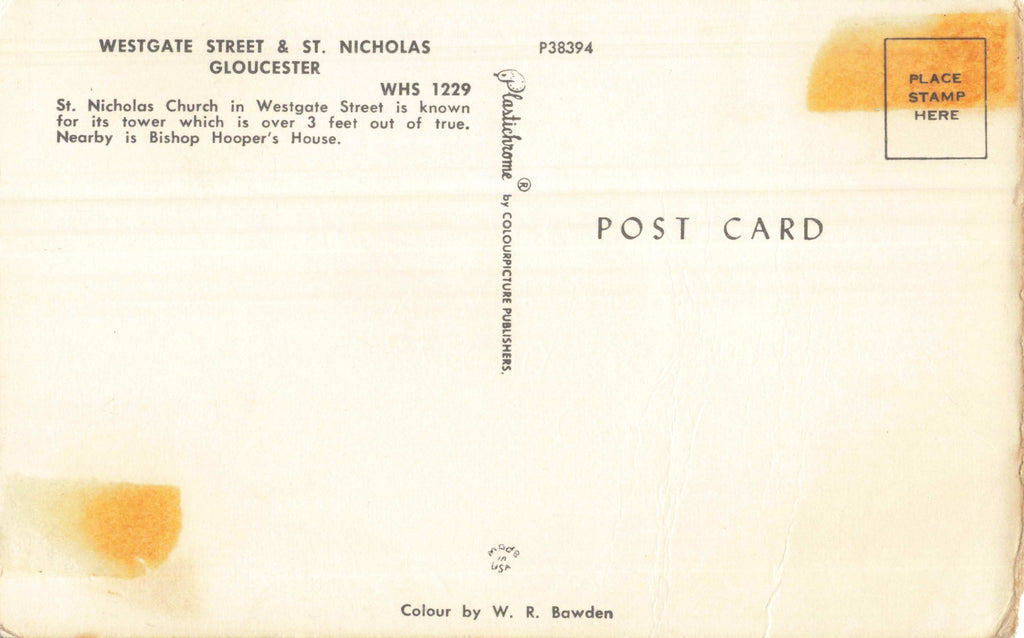 WESTGATE STREET & ST. NICHOLAS
GLOUCESTER
WHS 1229
St. Nicholas Church in Westgate Street is known
for its tower which is over 3 feet out of true.
Nearby is Bishop Hooper's House.
P38394
Plastichrome ® by COLOURPICTURE PUBLISHERS.
PLACE
STAMP
HERE
POST CARD
made
in
USA
Colour by W. R. Bawden